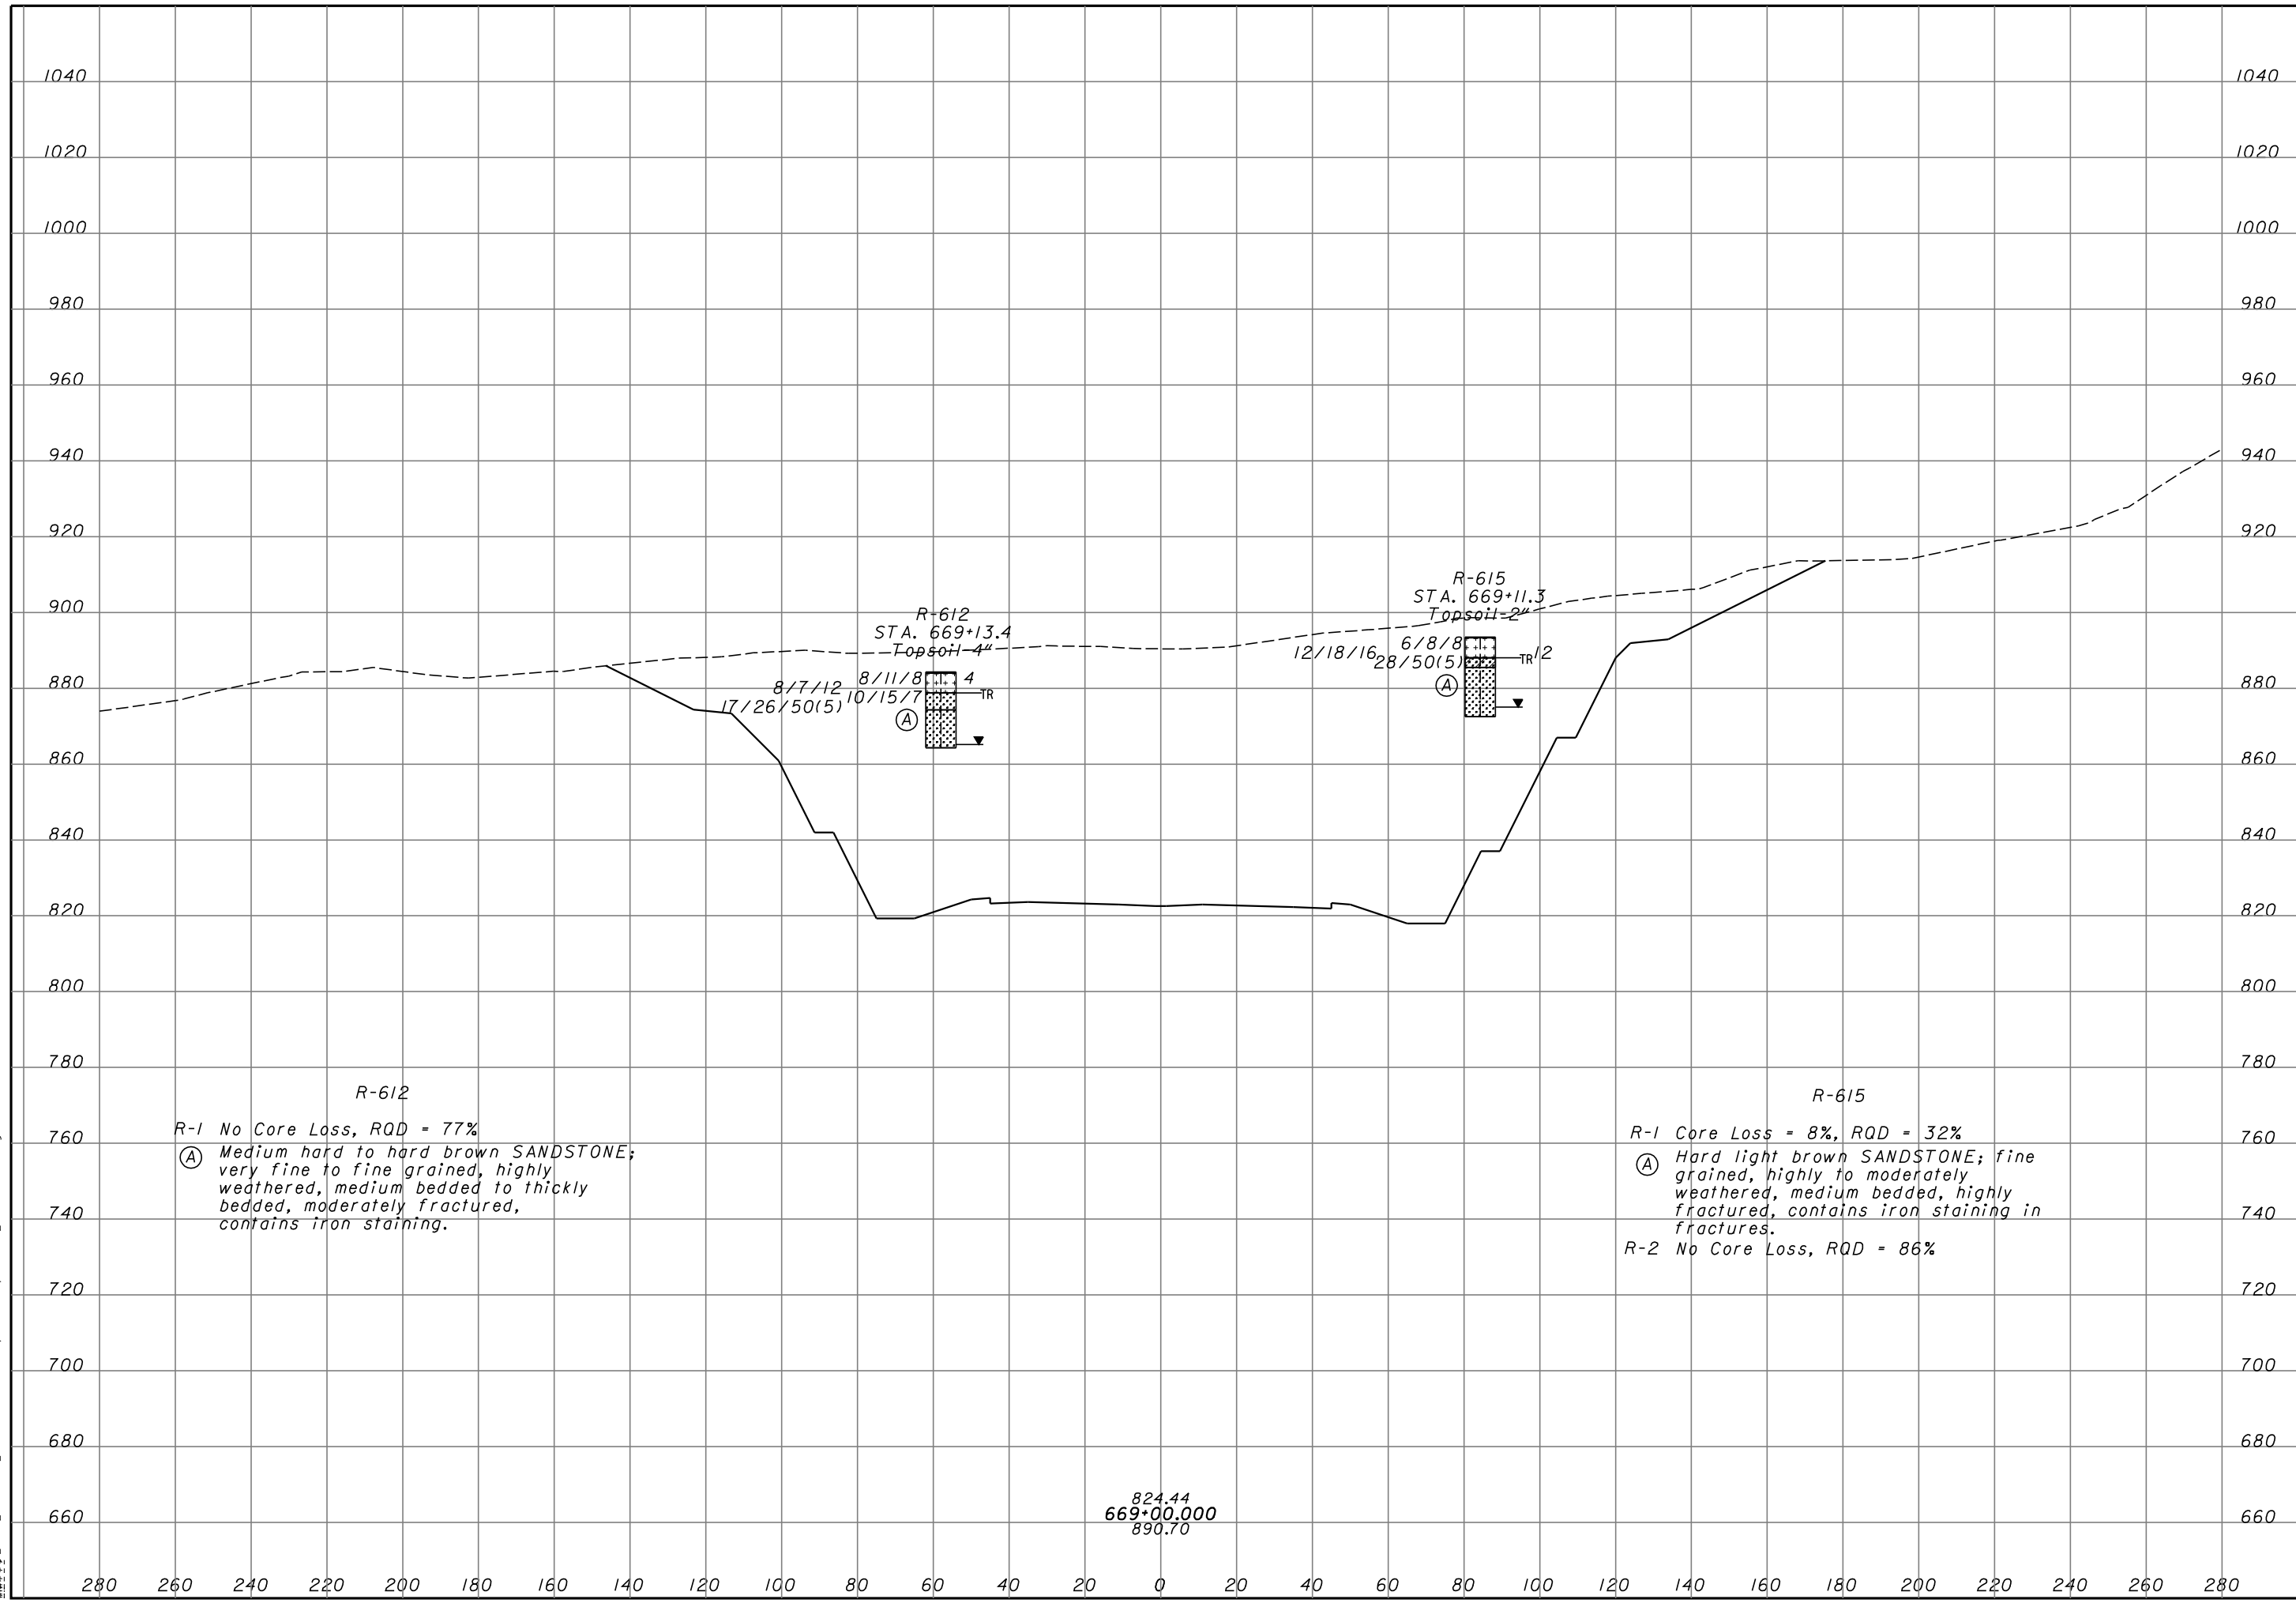 1040 1040
1020 1020
1000 1000
980 980
960 960
940 940
920 920
R-615
STA. 669+11.3
900 Topsoil-2" 900
R-612
STA. 669+13.4
Topsoil-4"
6/8/8
12/18/16 TR 12
28/50(5)
880 8/7/12 8/11/8 4 A 880
17/26/50(5) 10/15/7 TR
A
860 860
840 840
820 820
800 800
780 780
R-612
R-1 No Core Loss, RQD = 77%
760
A Medium hard to hard brown SANDSTONE;
very fine to fine grained, highly
weathered, medium bedded to thickly
bedded, moderately fractured,
740
contains iron staining.
R-615
R-1 Core Loss = 8%, RQD = 32%
760
A Hard light brown SANDSTONE; fine
grained, highly to moderately
weathered, medium bedded, highly
fractured, contains iron staining in
740
fractures.
R-2 No Core Loss, RQD = 86%
720 720
700 700
680 680
824.44
660 669+00.000 660
890.70
280 260 240 220 200 180 160 140 120 100 80 60 40 20 0 20 40 60 80 100 120 140 160 180 200 220 240 260 280